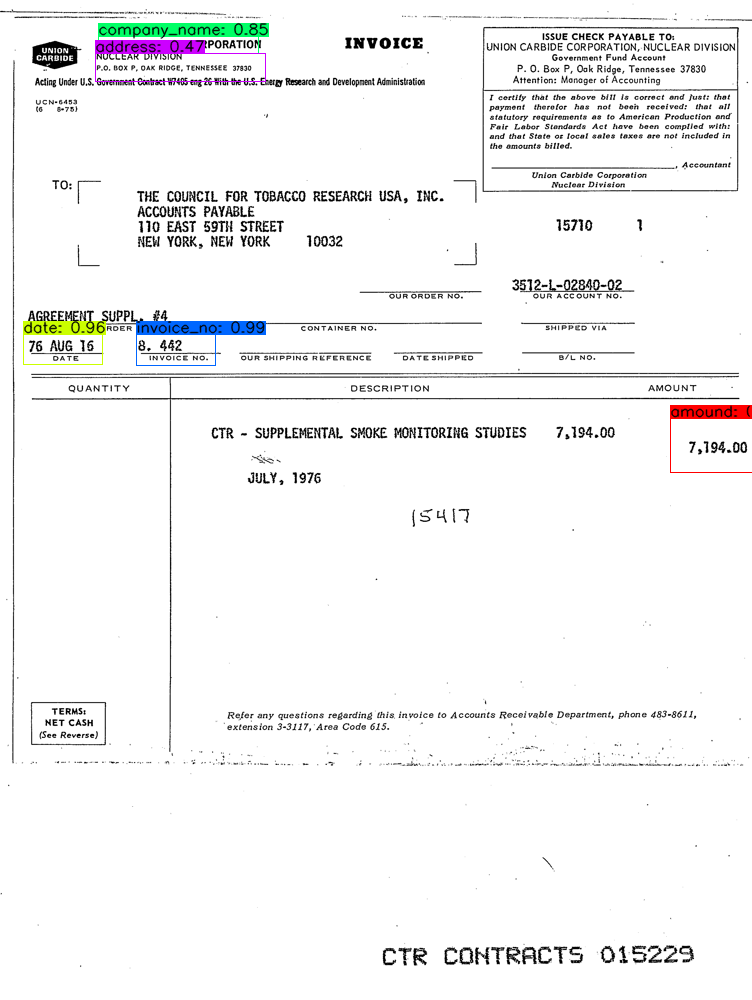 company_name: 0.85
address: 0.47 PORATION
UNION CARBIDE
NUCLEAR DIVISION
P.O. BOX P, OAK RIDGE, TENNESSEE 37830
INVOICE
Acting Under U.S. Government Contract W7405 eng 26 With the U.S. Energy Research and Development Administration
UCN-6453
(6 8-75)
ISSUE CHECK PAYABLE TO:
UNION CARBIDE CORPORATION, NUCLEAR DIVISION
Government Fund Account
P. O. Box P, Oak Ridge, Tennessee 37830
Attention: Manager of Accounting
I certify that the above bill is correct and just: that
payment therefor has not been received: that all
statutory requirements as to American Production and
Fair Labor Standards Act have been complied with:
and that State or local sales taxes are not included in
the amounts billed.
, Accountant
Union Carbide Corporation
Nuclear Division
TO:
THE COUNCIL FOR TOBACCO RESEARCH USA, INC.
ACCOUNTS PAYABLE
110 EAST 59TH STREET
NEW YORK, NEW YORK 10032
15710 1
3512-L-02840-02
OUR ORDER NO. OUR ACCOUNT NO.
AGREEMENT SUPPL. #4
date: 0.96 RDER invoice_no: 0.99 CONTAINER NO. SHIPPED VIA
76 AUG 16 8. 442
DATE INVOICE NO. OUR SHIPPING REFERENCE DATE SHIPPED B/L NO.
QUANTITY DESCRIPTION AMOUNT
amound:
CTR - SUPPLEMENTAL SMOKE MONITORING STUDIES 7,194.00
7,194.00
JULY, 1976
15417
TERMS:
NET CASH
(See Reverse)
Refer any questions regarding this invoice to Accounts Receivable Department, phone 483-8611,
extension 3-3117, Area Code 615.
CTR CONTRACTS 015229